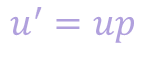 u′ = up